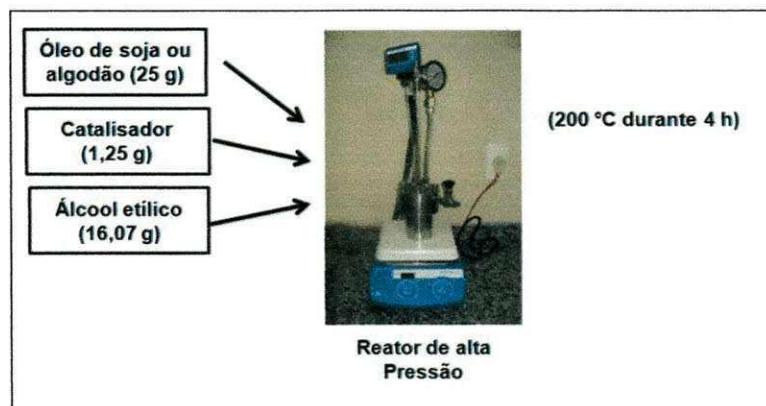 Óleo de soja ou
algodão (25 g)
Catalisador
(1,25 g)
Álcool etílico
(16,07 g)
(200 ºC durante 4 h)
Reator de alta
Pressão